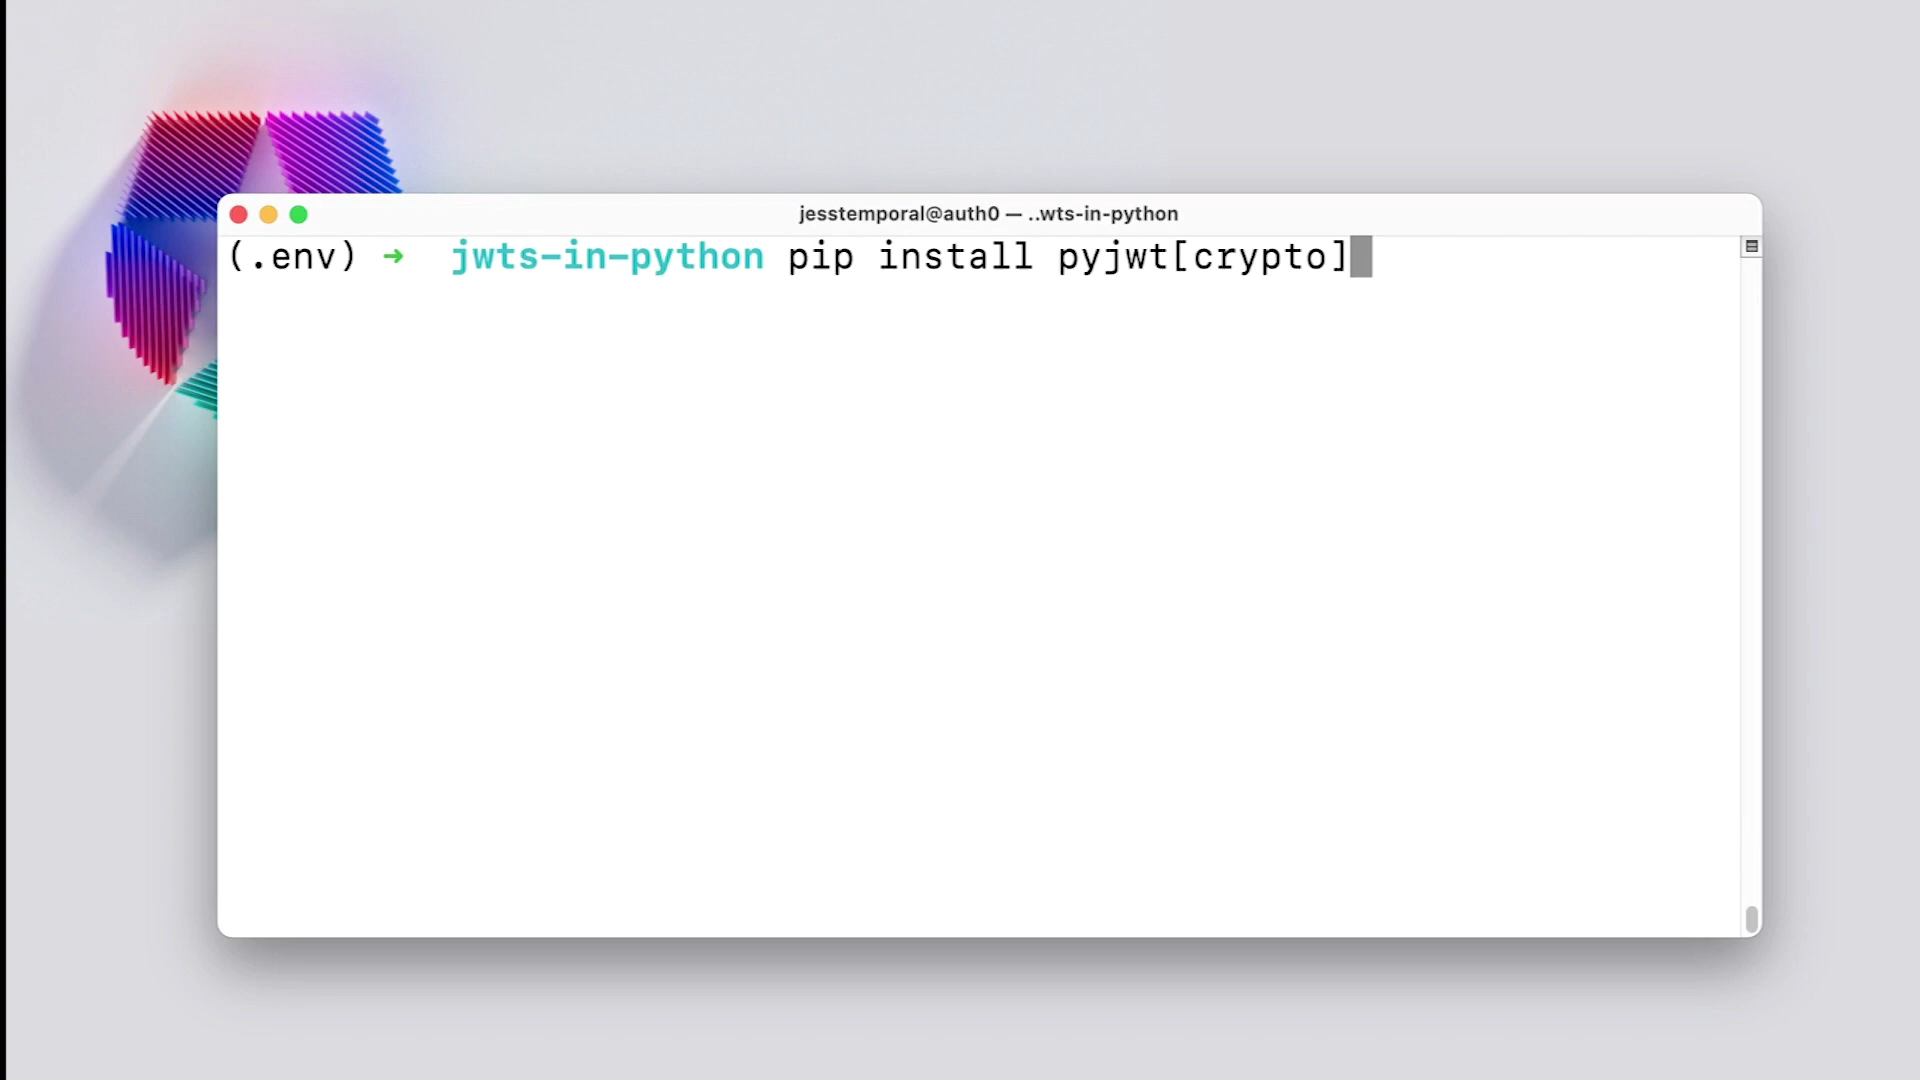 jesstemporal@auth0 — ..wts-in-python
(.env) ➜ jwts-in-python pip install pyjwt[crypto]